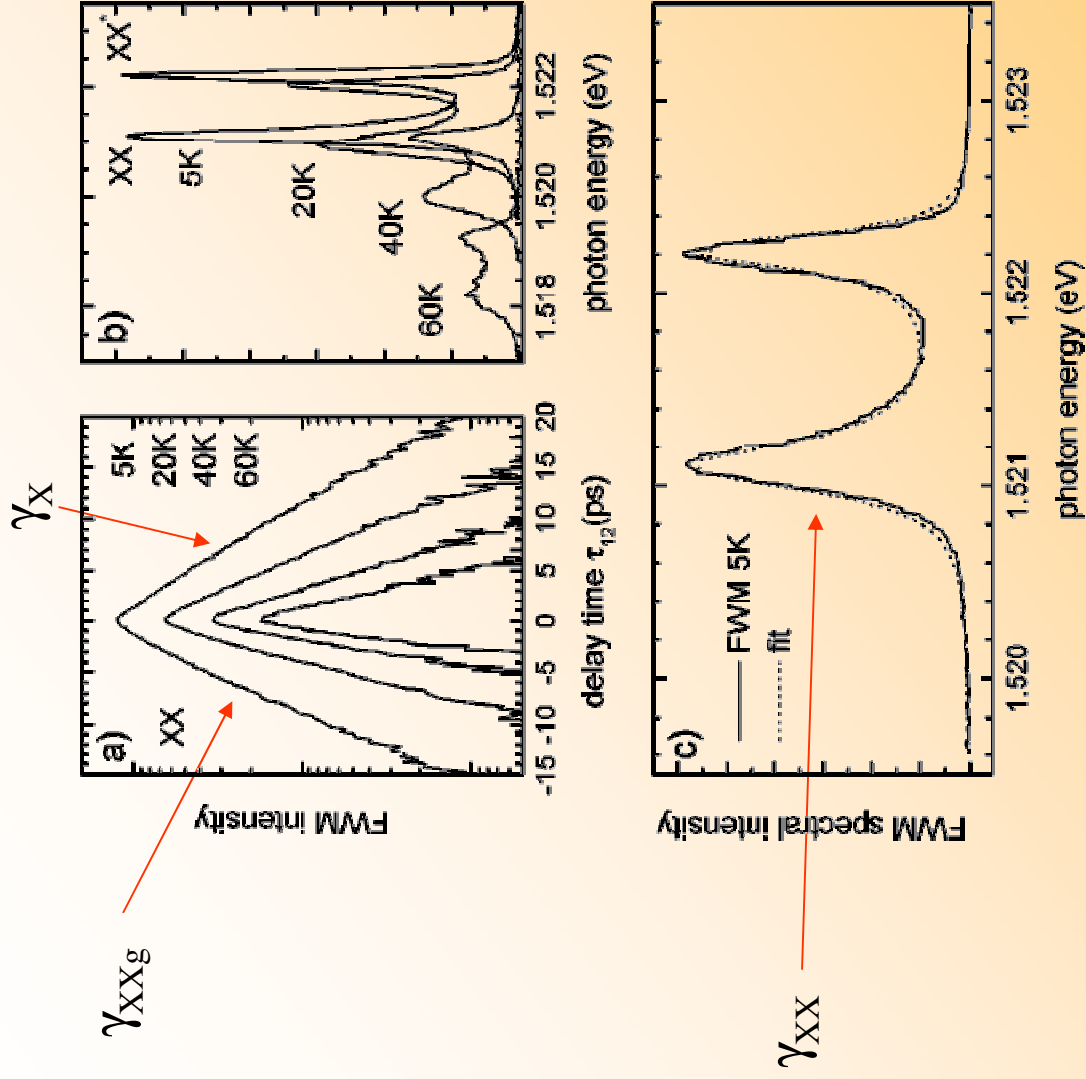 γX
γXXg
γXX
a)
XX
5K
20K
40K
60K
FWM intensity
-15 -10 -5 0 5 10 15 20
delay time τ12(ps)
b)
XX
XX*
5K
20K
40K
60K
1.518 1.520 1.522
photon energy (eV)
c)
FWM 5K
fit
FWM spectral intensity
1.520 1.521 1.522 1.523
photon energy (eV)